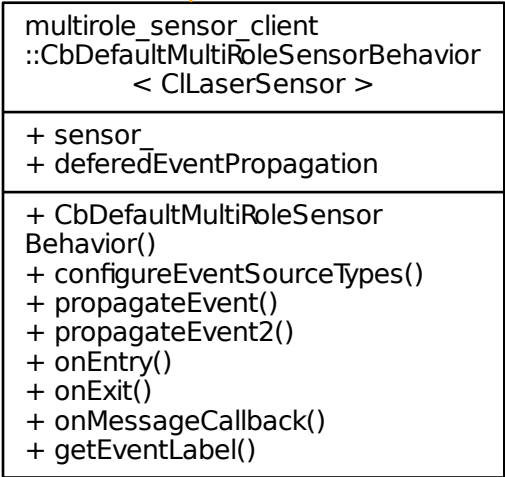 multirole_sensor_client
::CbDefaultMultiRoleSensorBehavior
< ClLaserSensor >
+ sensor_
+ deferedEventPropagation
+ CbDefaultMultiRoleSensor
Behavior()
+ configureEventSourceTypes()
+ propagateEvent()
+ propagateEvent2()
+ onEntry()
+ onExit()
+ onMessageCallback()
+ getEventLabel()